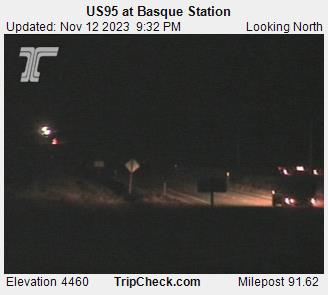 US95 at Basque Station
Updated: Nov 12 2023 9:32 PM Looking North
Elevation 4460 TripCheck.com Milepost 91.62